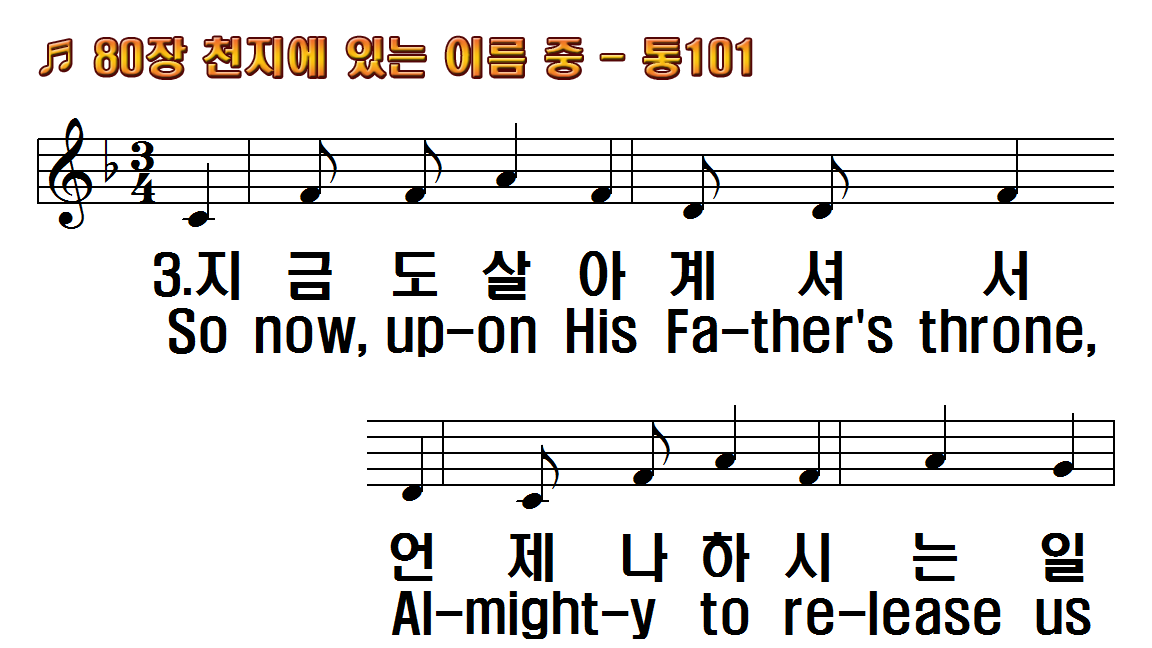 ♬ 80장 천지에 있는 이름 중 - 통101
3
4
3.지 금 도 살 아 계 셔 서
So now, up-on His Fa-ther's throne,
언 제 나 하 시 는 일
Al-might-y to re-lease us